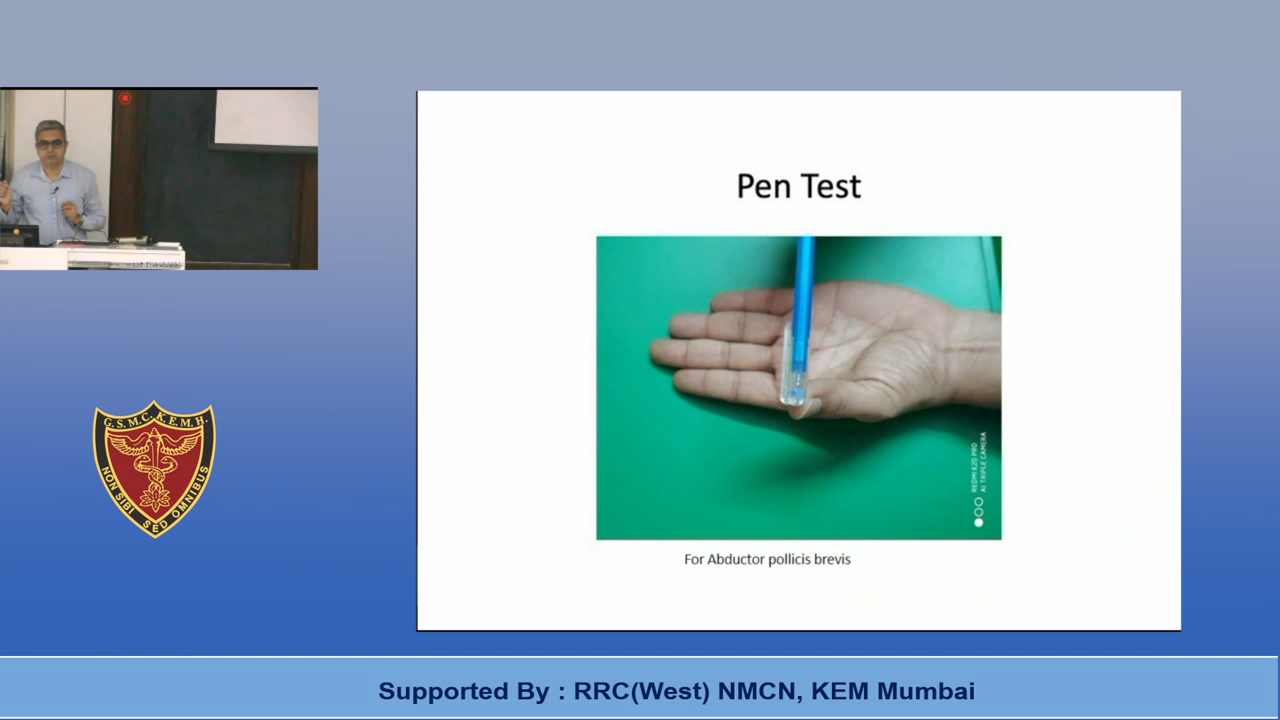 Pen Test
REDMI K20 PRO
AI TRIPLE CAMERA
For Abductor pollicis brevis
G.S.M.C. K.E.M.H.
NON SIBI SED OMNIBUS
Supported By : RRC(West) NMCN, KEM Mumbai